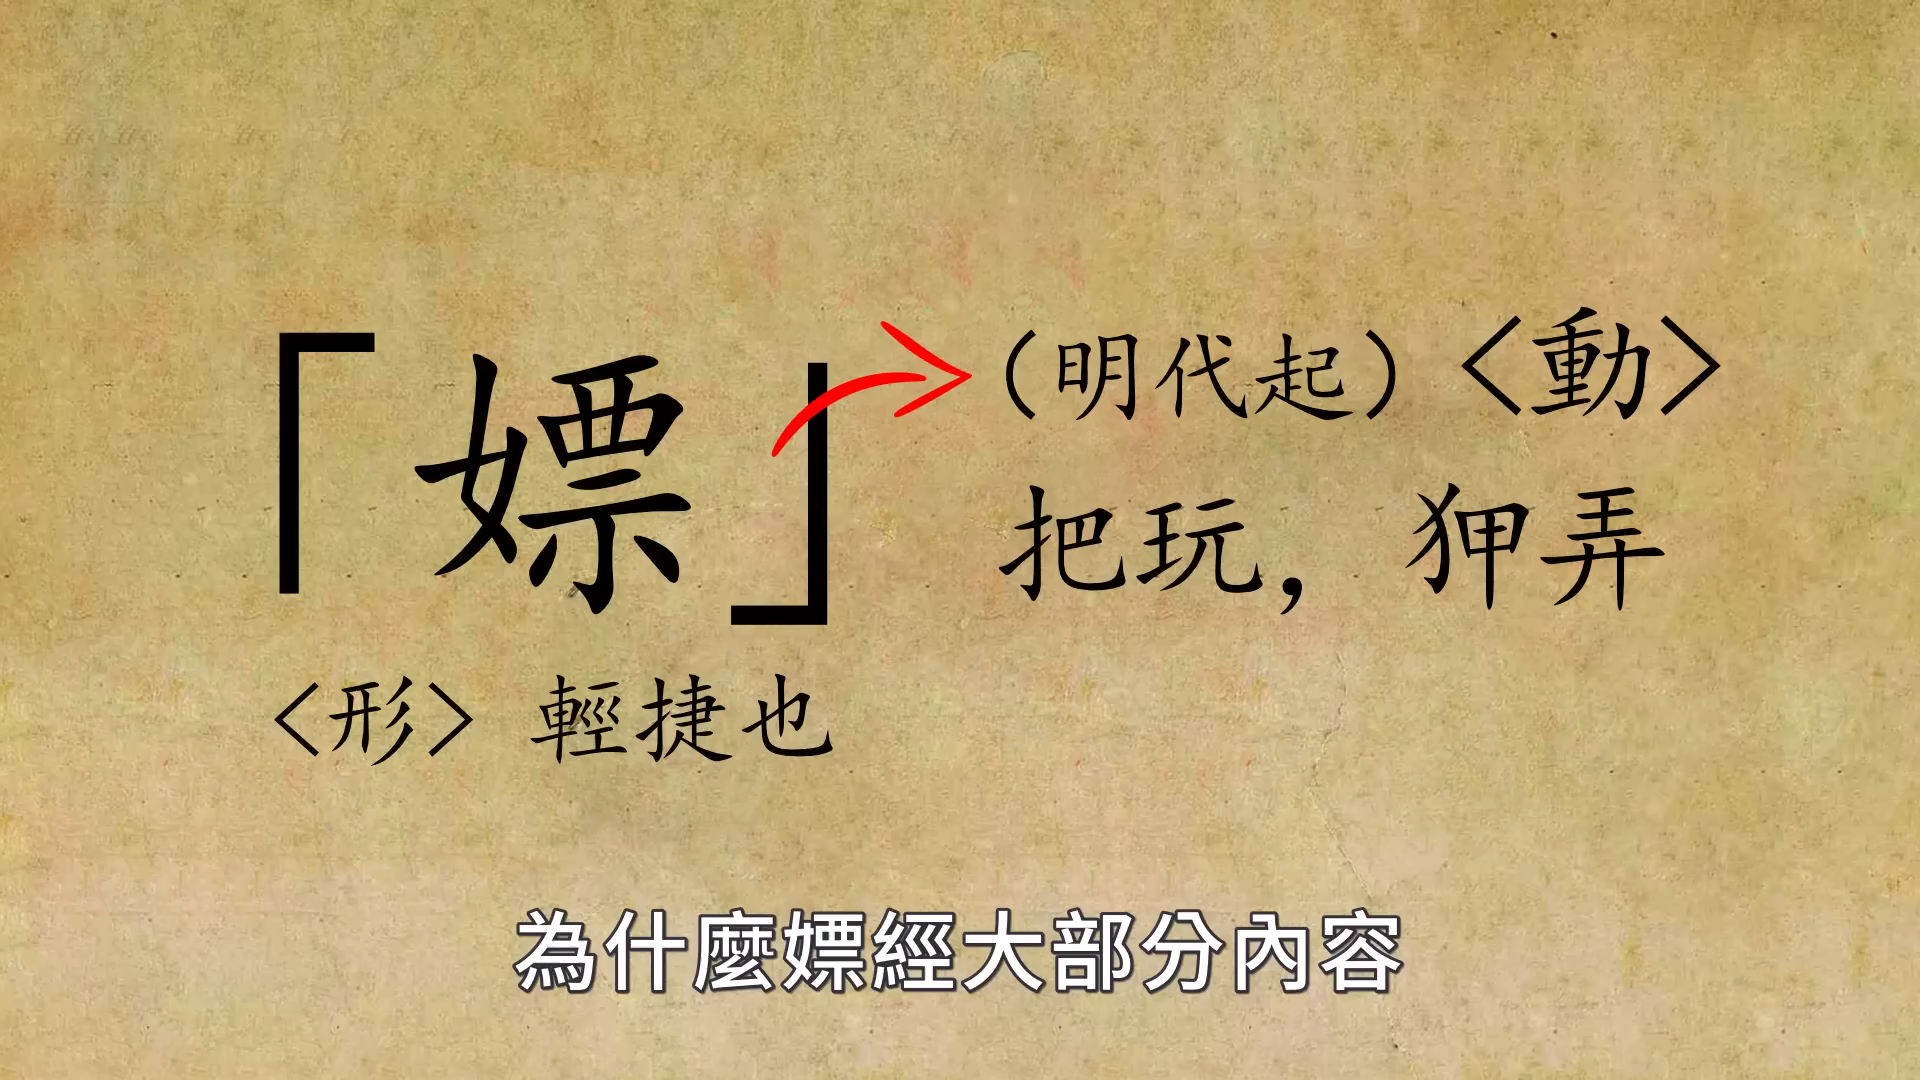 「嫖」
<形> 輕捷也
(明代起) <動>
把玩,狎弄
為什麼嫖經大部分內容